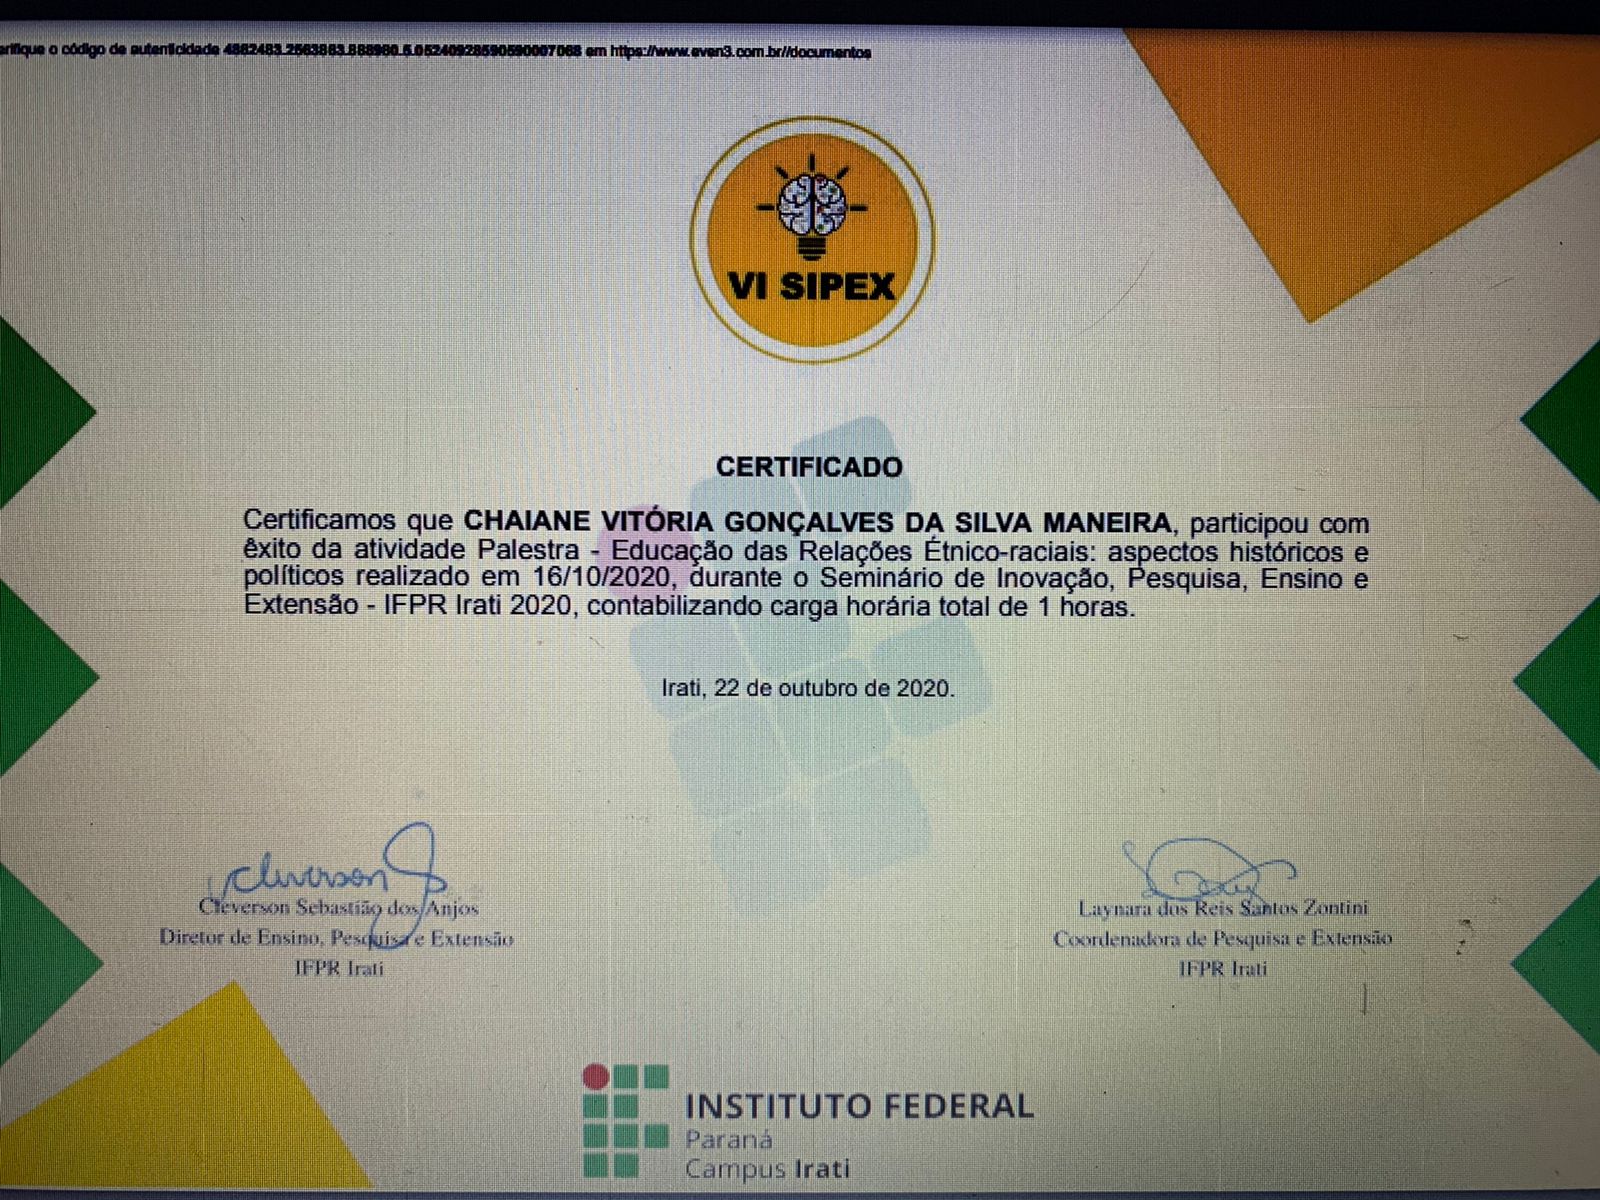 erifique o código de autenticidade 4882483.2563883.888980.6.05240928590590007068 em https://www.even3.com.br//documentos
VI SIPEX
CERTIFICADO
Certificamos que CHAIANE VITÓRIA GONÇALVES DA SILVA MANEIRA, participou com
êxito da atividade Palestra - Educação das Relações Étnico-raciais: aspectos históricos e
políticos realizado em 16/10/2020, durante o Seminário de Inovação, Pesquisa, Ensino e
Extensão - IFPR Irati 2020, contabilizando carga horária total de 1 horas.
Irati, 22 de outubro de 2020.
Cleverson
Cleverson Sebastião dos Anjos
Diretor de Ensino, Pesquisa e Extensão
IFPR Irati
Laynara dos Reis Santos Zontini
Coordenadora de Pesquisa e Extensão
IFPR Irati
INSTITUTO FEDERAL
Paraná
Campus Irati